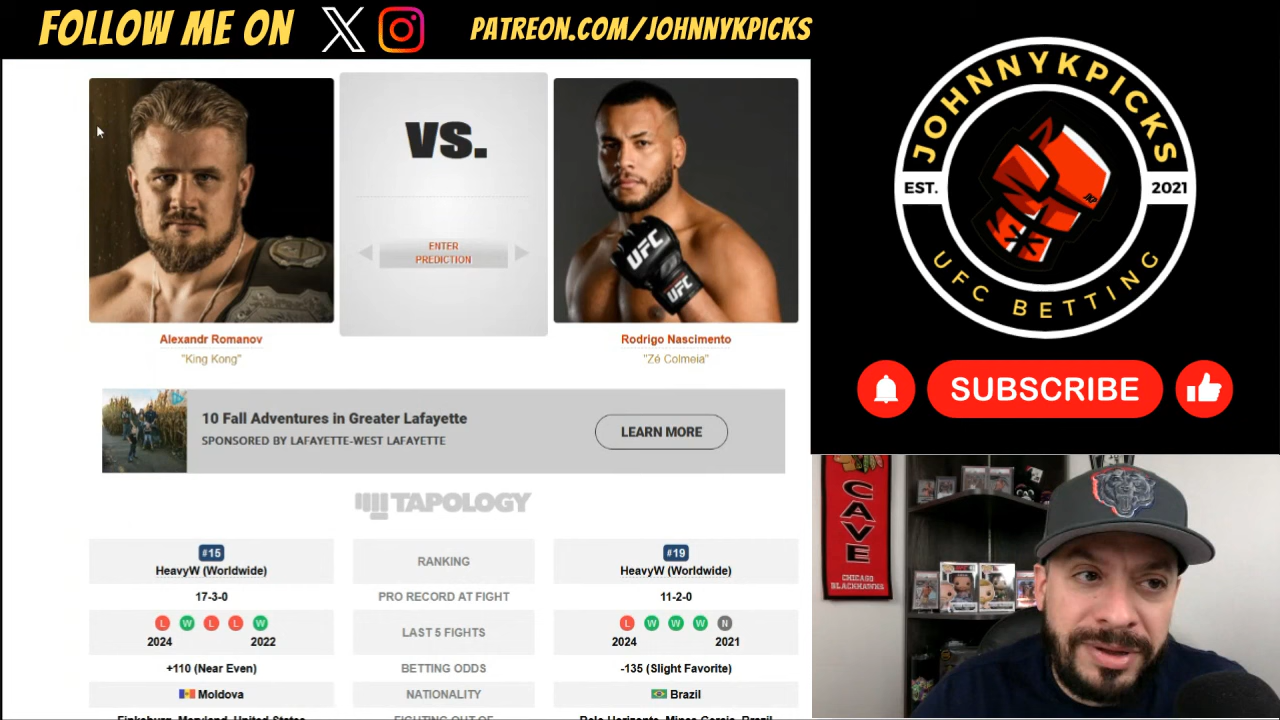 FOLLOW ME ON
PATREON.COM/JOHNNYKPICKS
VS.
ENTER
PREDICTION
UFC
UFC
Alexandr Romanov
"King Kong"
Rodrigo Nascimento
"Zé Colmeia"
10 Fall Adventures in Greater Lafayette
SPONSORED BY LAFAYETTE-WEST LAFAYETTE
LEARN MORE
TAPOLOGY
#15 RANKING #19
HeavyW (Worldwide) HeavyW (Worldwide)
17-3-0 PRO RECORD AT FIGHT 11-2-0
L W L L W LAST 5 FIGHTS L W W W N
2024 2022 2024 2021
+110 (Near Even) BETTING ODDS -135 (Slight Favorite)
Moldova NATIONALITY Brazil
JOHNNYKPICKS
EST. 2021
JKP
UFC BETTING
SUBSCRIBE
CAVE
CHICAGO
BLACKHAWKS